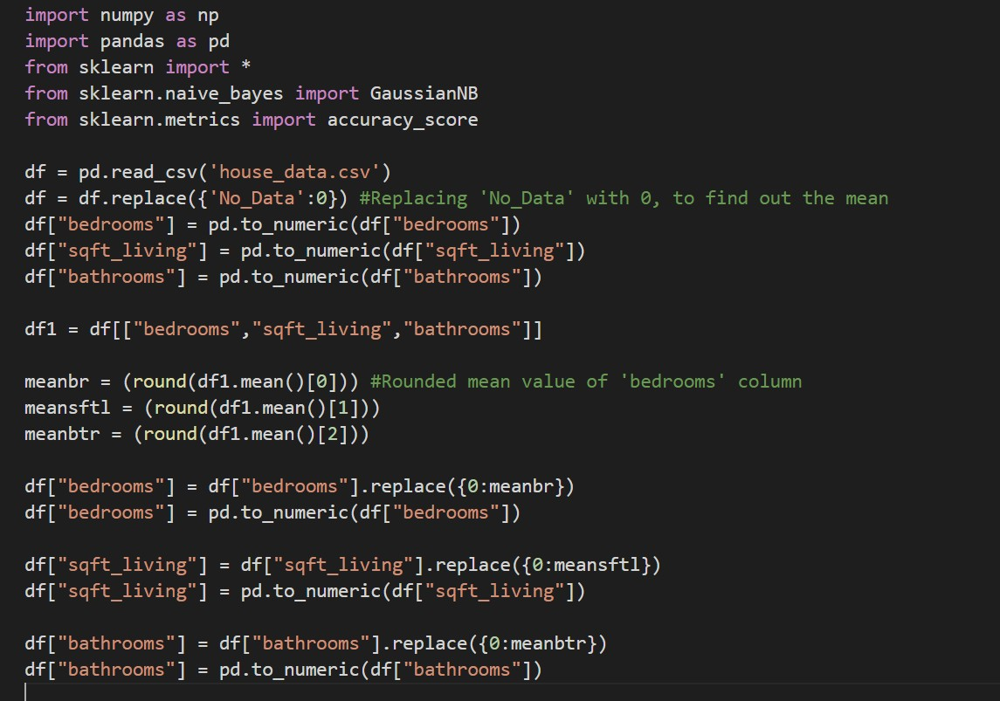 import numpy as np
import pandas as pd
from sklearn import *
from sklearn.naive_bayes import GaussianNB
from sklearn.metrics import accuracy_score
df = pd.read_csv('house_data.csv')
df = df.replace({'No_Data':0}) #Replacing 'No_Data' with 0, to find out the mean
df["bedrooms"] = pd.to_numeric(df["bedrooms"])
df["sqft_living"] = pd.to_numeric(df["sqft_living"])
df["bathrooms"] = pd.to_numeric(df["bathrooms"])
df1 = df[["bedrooms","sqft_living","bathrooms"]]
meanbr = (round(df1.mean()[0])) #Rounded mean value of 'bedrooms' column
meansftl = (round(df1.mean()[1]))
meanbtr = (round(df1.mean()[2]))
df["bedrooms"] = df["bedrooms"].replace({0:meanbr})
df["bedrooms"] = pd.to_numeric(df["bedrooms"])
df["sqft_living"] = df["sqft_living"].replace({0:meansftl})
df["sqft_living"] = pd.to_numeric(df["sqft_living"])
df["bathrooms"] = df["bathrooms"].replace({0:meanbtr})
df["bathrooms"] = pd.to_numeric(df["bathrooms"])